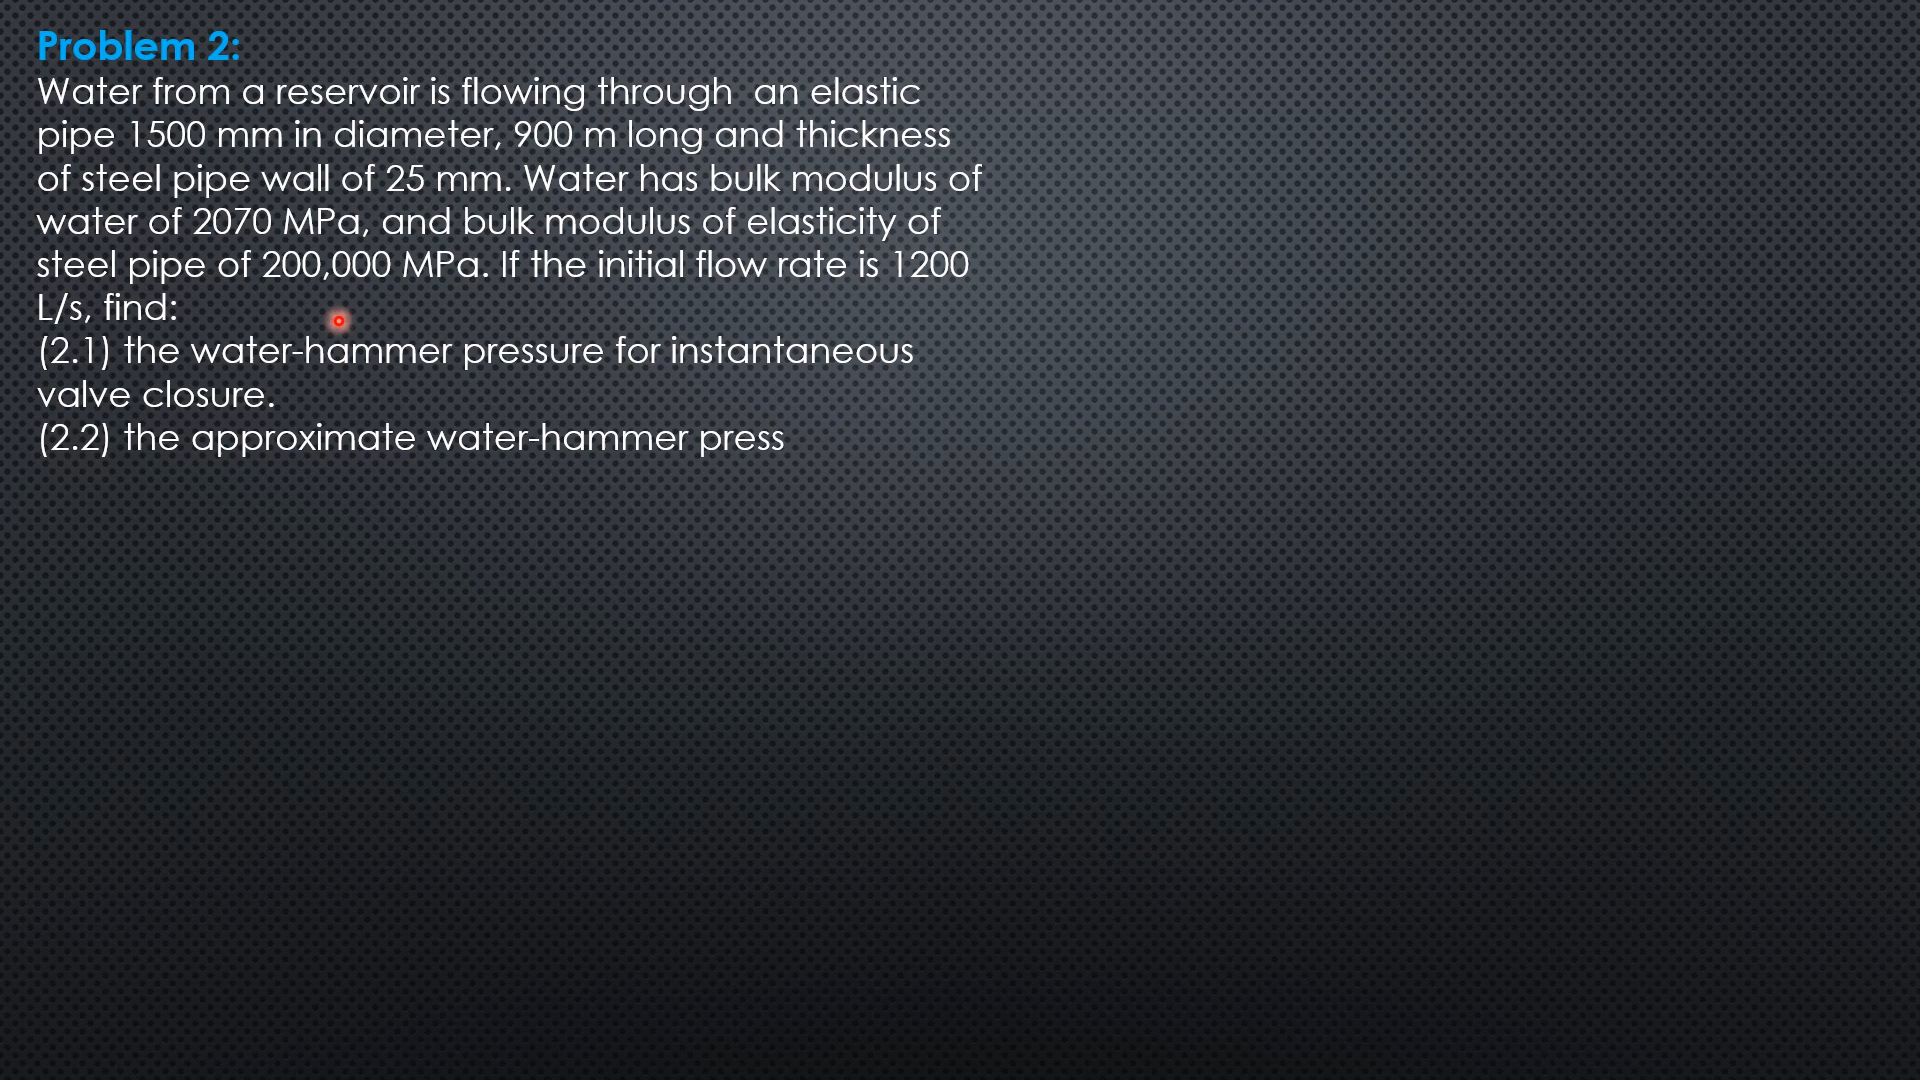 Problem 2:
Water from a reservoir is flowing through  an elastic
pipe 1500 mm in diameter, 900 m long and thickness
of steel pipe wall of 25 mm. Water has bulk modulus of
water of 2070 MPa, and bulk modulus of elasticity of
steel pipe of 200,000 MPa. If the initial flow rate is 1200
L/s, find:
(2.1) the water-hammer pressure for instantaneous
valve closure.
(2.2) the approximate water-hammer press